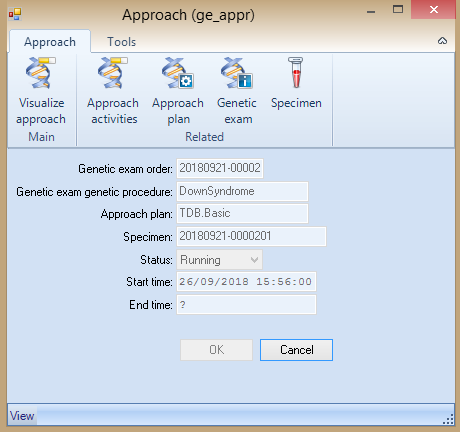 Approach (ge_appr)
Approach Tools
Visualize approach
Approach activities
Approach plan
Genetic exam
Specimen
Main Related
Genetic exam order: 20180921-00002
Genetic exam genetic procedure: DownSyndrome
Approach plan: TDB.Basic
Specimen: 20180921-0000201
Status: Running
Start time: 26/09/2018 15:56:00
End time: ?
OK Cancel
View